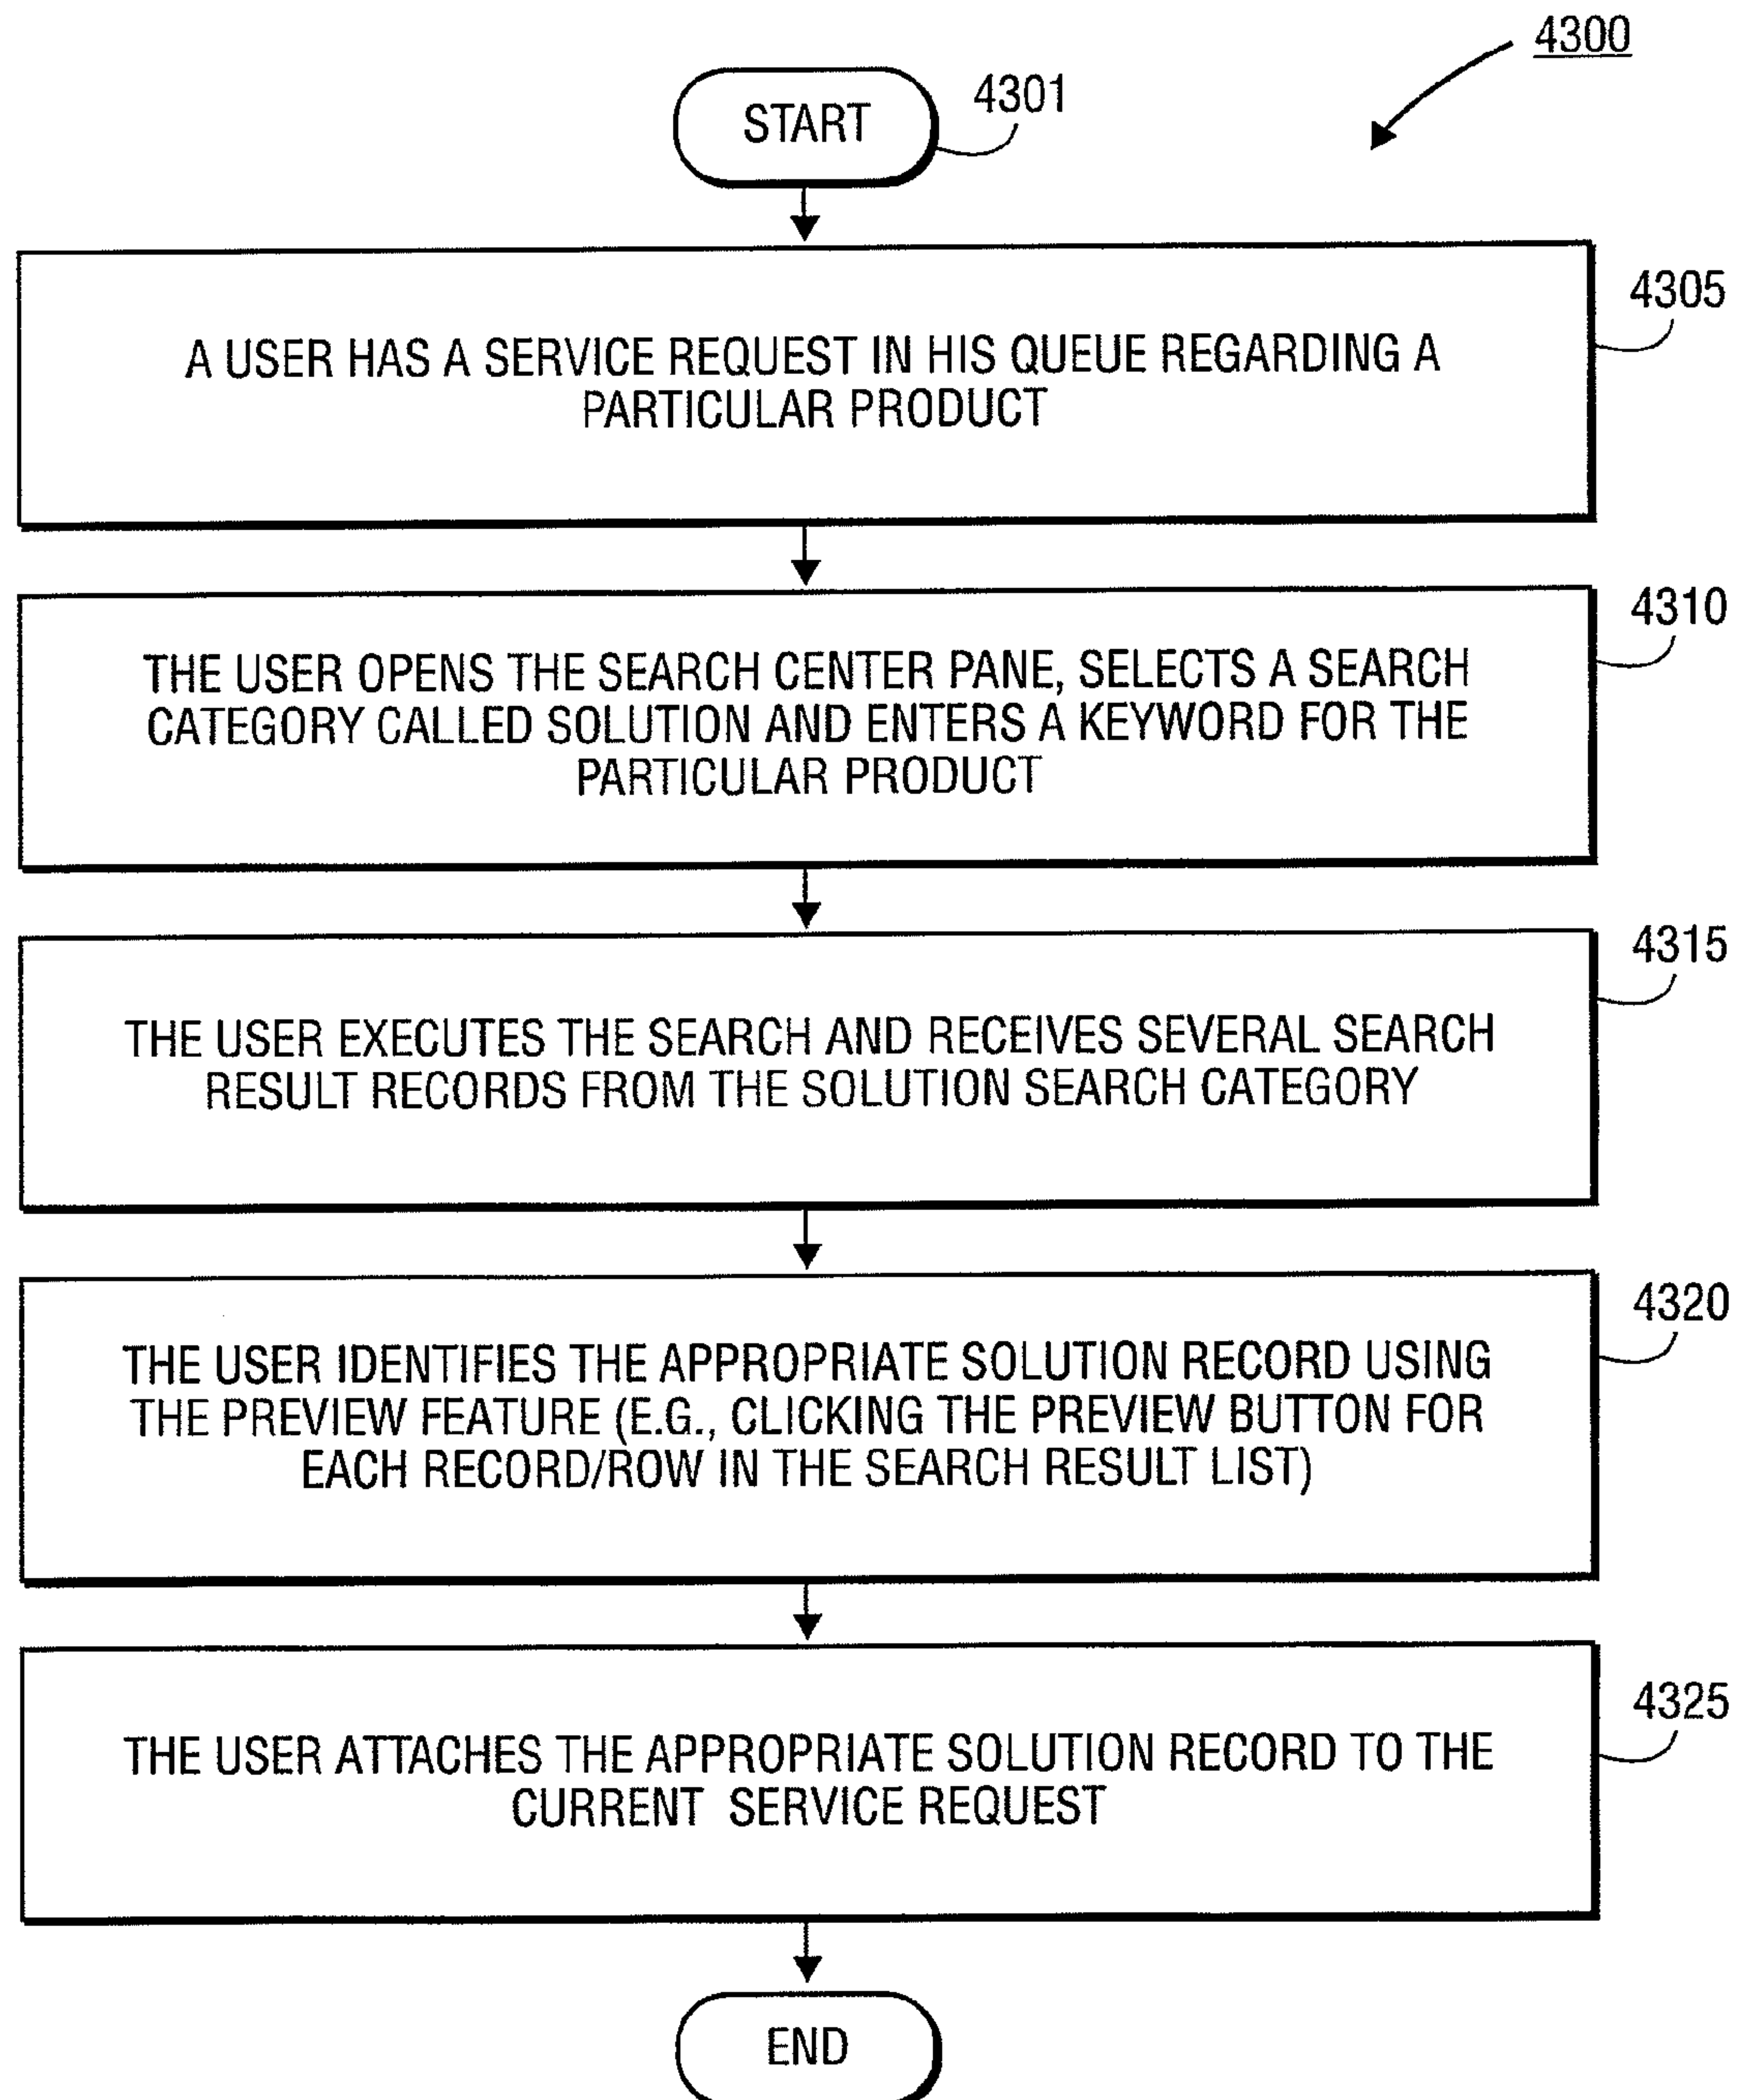 4300
START
4301
4305
A USER HAS A SERVICE REQUEST IN HIS QUEUE REGARDING A
PARTICULAR PRODUCT
4310
THE USER OPENS THE SEARCH CENTER PANE, SELECTS A SEARCH
CATEGORY CALLED SOLUTION AND ENTERS A KEYWORD FOR THE
PARTICULAR PRODUCT
4315
THE USER EXECUTES THE SEARCH AND RECEIVES SEVERAL SEARCH
RESULT RECORDS FROM THE SOLUTION SEARCH CATEGORY
4320
THE USER IDENTIFIES THE APPROPRIATE SOLUTION RECORD USING
THE PREVIEW FEATURE (E.G., CLICKING THE PREVIEW BUTTON FOR
EACH RECORD/ROW IN THE SEARCH RESULT LIST)
4325
THE USER ATTACHES THE APPROPRIATE SOLUTION RECORD TO THE
CURRENT SERVICE REQUEST
END